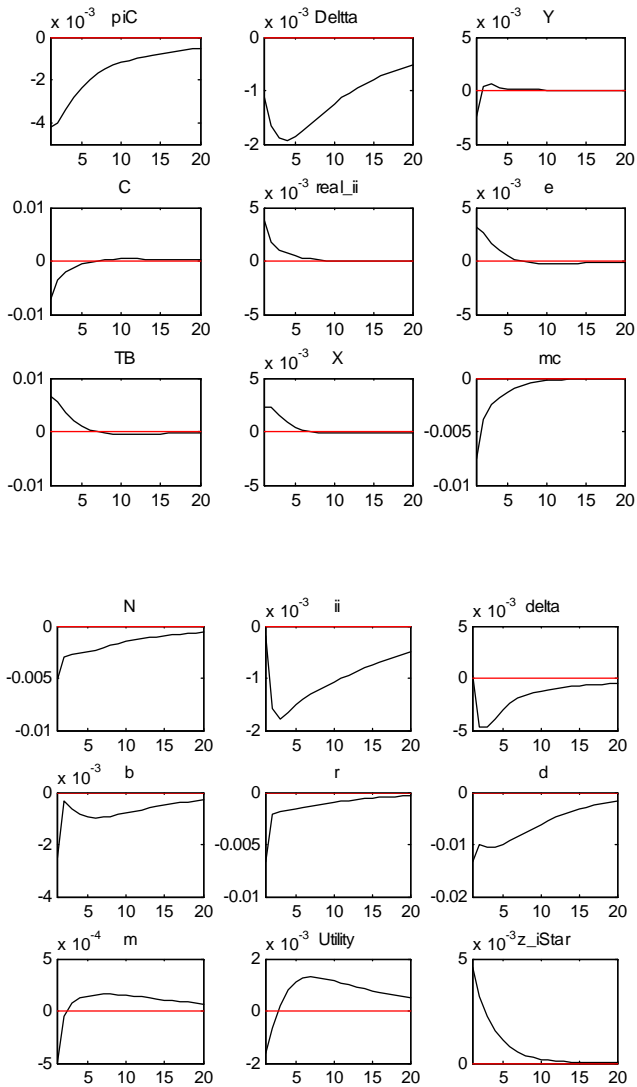 x 10-3 piC
x 10-3 Deltta
x 10-3 Y
0 0 5
-2 -1 0
-4 -2 -5
5 10 15 20 5 10 15 20 5 10 15 20
C
x 10-3 real_ii
x 10-3 e
0.01 5 5
0 0 0
-0.01 -5 -5
5 10 15 20 5 10 15 20 5 10 15 20
TB
x 10-3 X
mc
0.01 5 0
0 0 -0.005
-0.01 -5 -0.01
5 10 15 20 5 10 15 20 5 10 15 20
N
x 10-3 ii
x 10-3 delta
0 0 5
-0.005 -1 0
-0.01 -2 -5
5 10 15 20 5 10 15 20 5 10 15 20
x 10-3 b
r
d
0 0 0
-2 -0.005 -0.01
-4 -0.01 -0.02
5 10 15 20 5 10 15 20 5 10 15 20
x 10-4 m
x 10-3 Utility
x 10-3 z_iStar
5 2 5
0 0
-5 -2 0
5 10 15 20 5 10 15 20 5 10 15 20